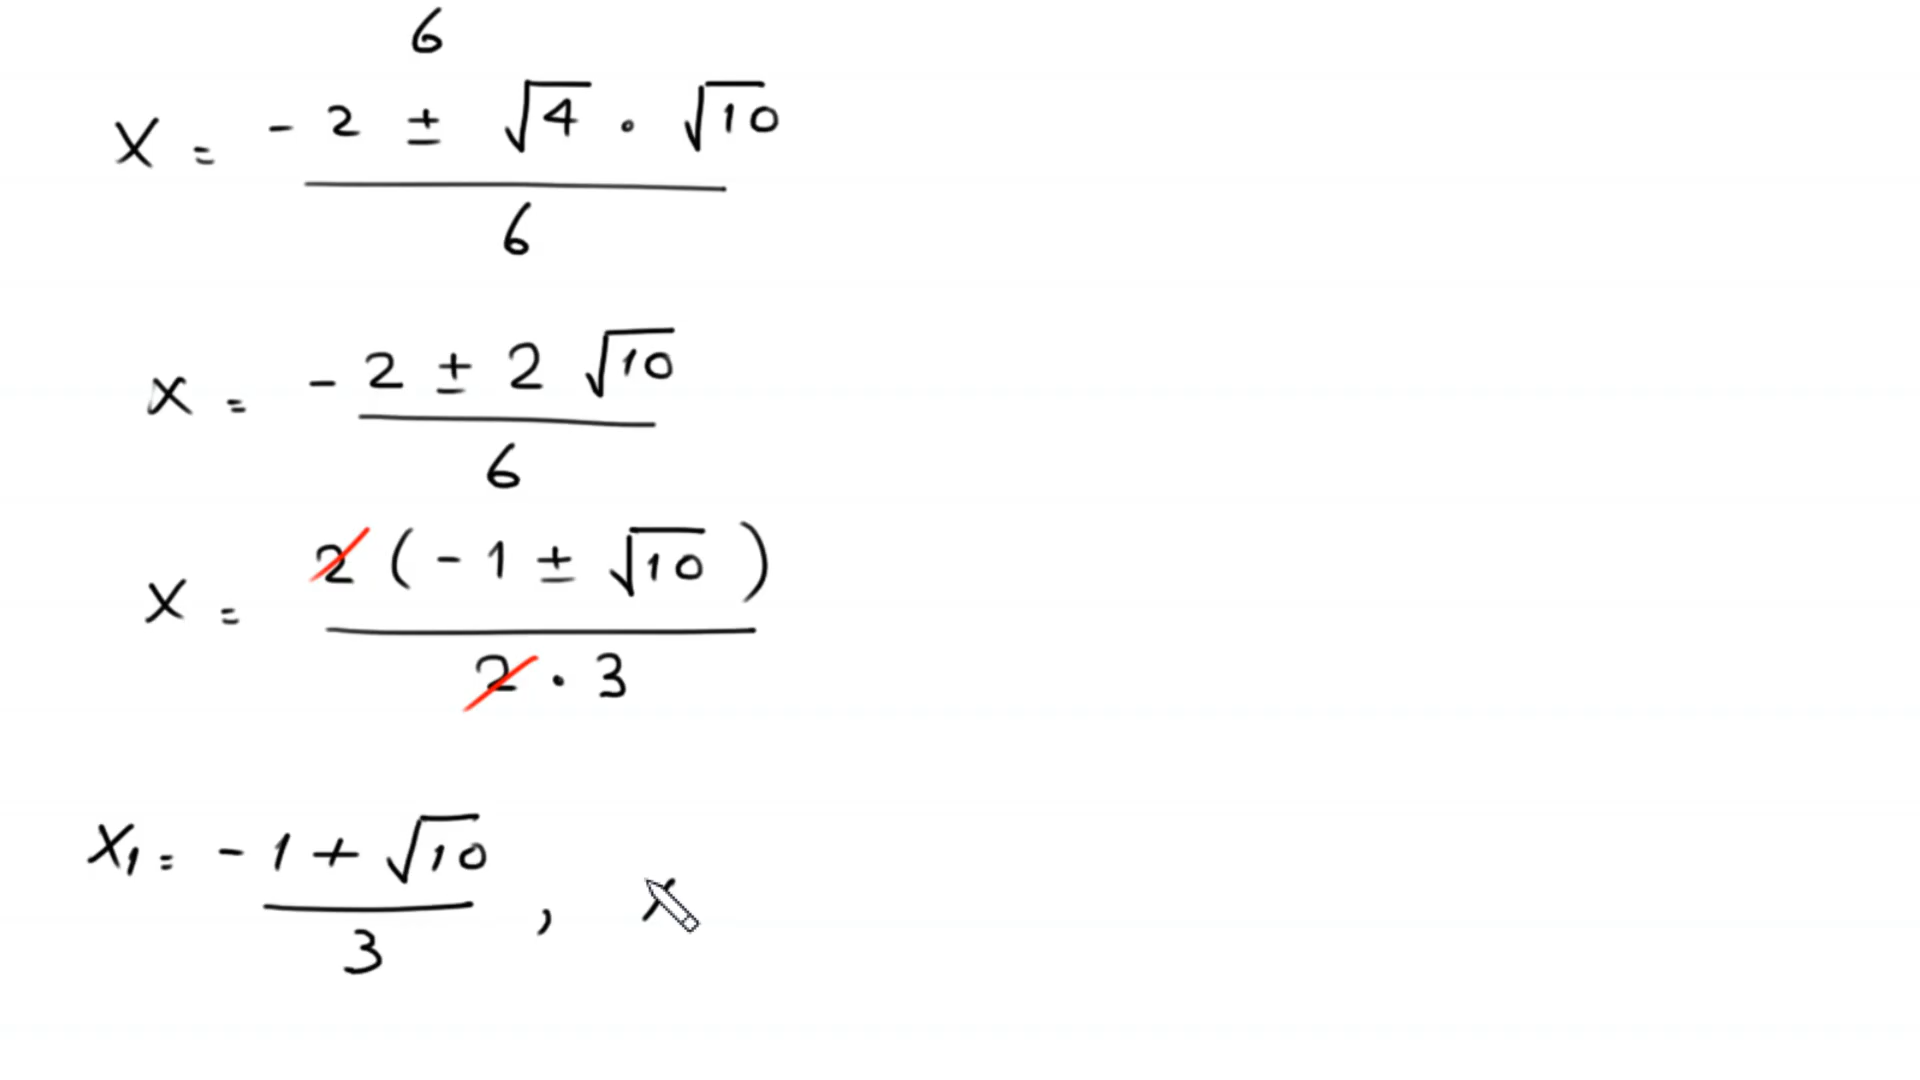 6
x = -2 ± √4 · √10
6
x = -2 ± 2 √10
6
x = 2 ( -1 ± √10 )
2 · 3
x₁ = -1 + √10 , x
3